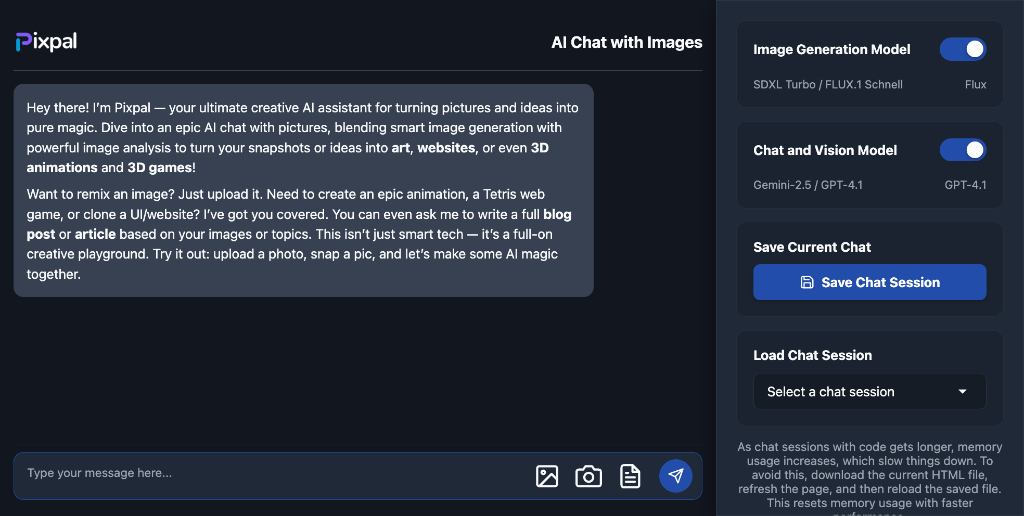 Pixpal
AI Chat with Images
Hey there! I'm Pixpal — your ultimate creative AI assistant for turning pictures and ideas into
pure magic. Dive into an epic AI chat with pictures, blending smart image generation with
powerful image analysis to turn your snapshots or ideas into art, websites, or even 3D
animations and 3D games!
Want to remix an image? Just upload it. Need to create an epic animation, a Tetris web
game, or clone a UI/website? I've got you covered. You can even ask me to write a full blog
post or article based on your images or topics. This isn't just smart tech — it's a full-on
creative playground. Try it out: upload a photo, snap a pic, and let's make some AI magic
together.
Type your message here...
Image Generation Model
SDXL Turbo / FLUX.1 Schnell
Flux
Chat and Vision Model
Gemini-2.5 / GPT-4.1
GPT-4.1
Save Current Chat
Save Chat Session
Load Chat Session
Select a chat session
As chat sessions with code gets longer, memory
usage increases, which slow things down. To
avoid this, download the current HTML file,
refresh the page, and then reload the saved file.
This resets memory usage with faster